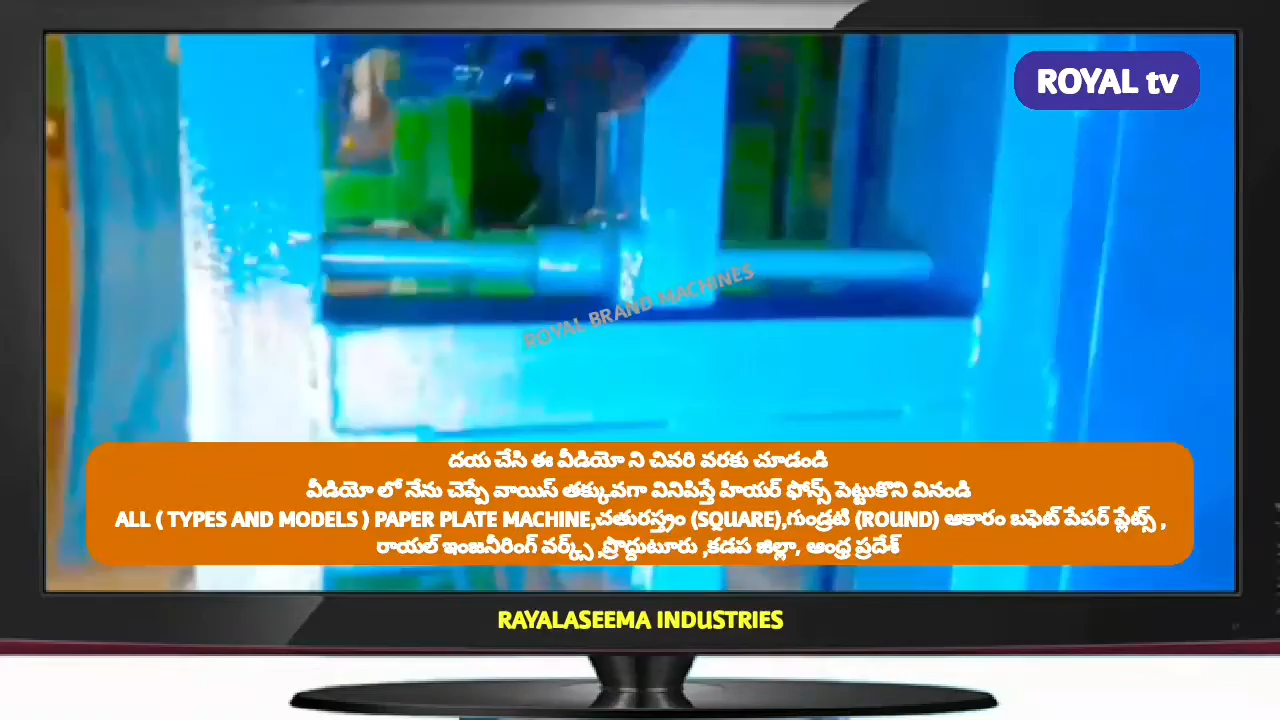 ROYAL tv
ROYAL BRAND MACHINES
దయ చేసి ఈ వీడియో ని చివరి వరకు చూడండి
వీడియో లో నేను చెప్పే వాయిస్ తక్కువగా వినిపిస్తే హియర్ ఫోన్స్ పెట్టుకొని వినండి
ALL ( TYPES AND MODELS ) PAPER PLATE MACHINE,చతురస్త్రం (SQUARE),గుండ్రటి (ROUND) ఆకారం బఫెట్ పేపర్ ప్లేట్స్ ,
రాయల్ ఇంజనీరింగ్ వర్క్స్ ,ప్రొద్దుటూరు ,కడప జిల్లా, ఆంధ్ర ప్రదేశ్
RAYALASEEMA INDUSTRIES